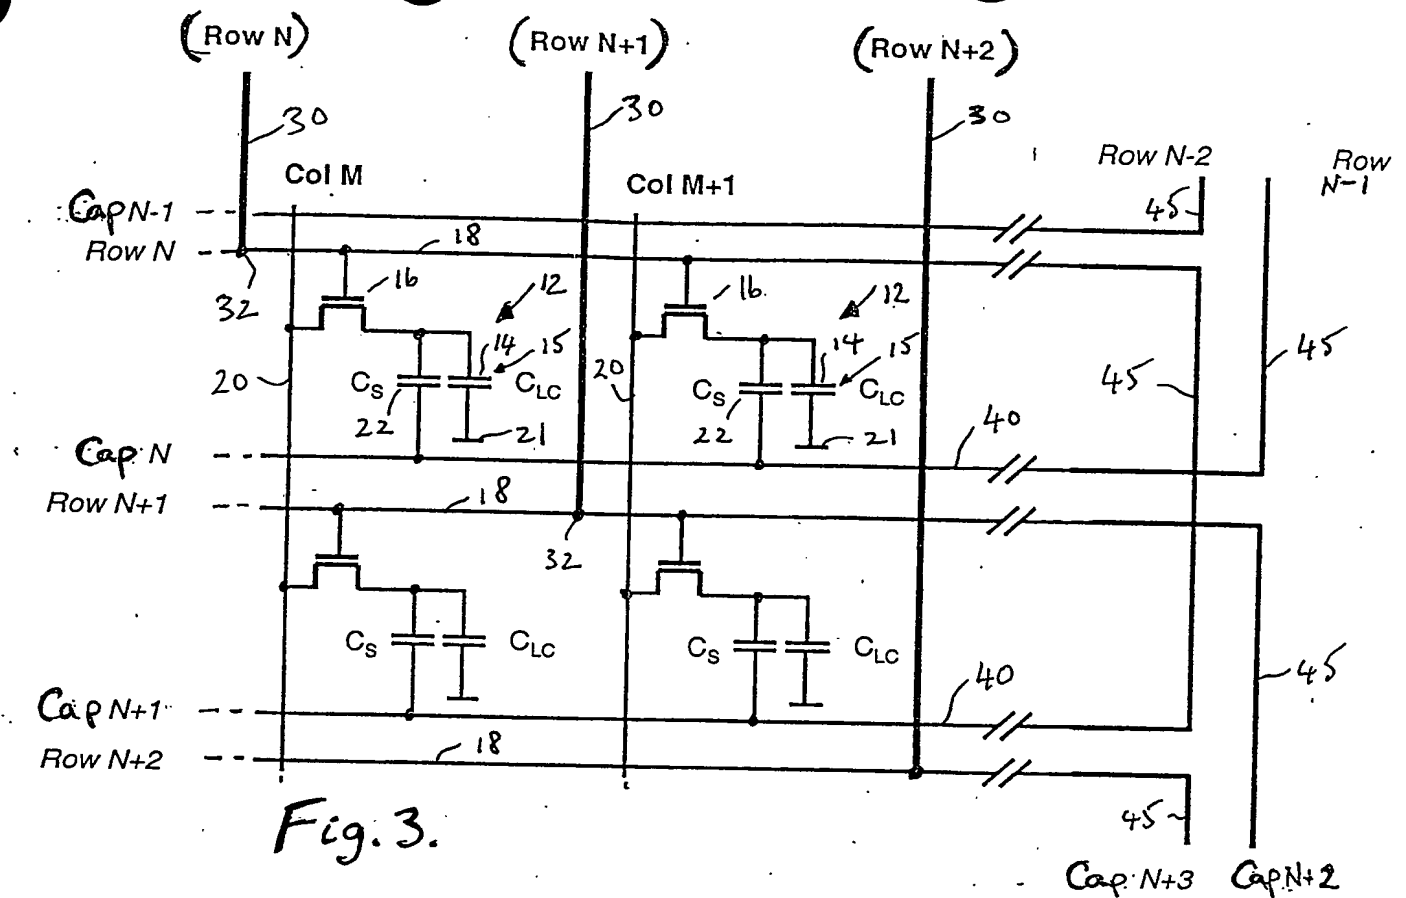 (Row N) (Row N+1) (Row N+2)
30 30 30
Col M Col M+1 Row N-2 Row
N-1
Cap N-1 45
Row N 18
32 16 12 16 12
14 15 14 15
20 CS CLC 20 CS CLC 45 45
22 21 22 21
Cap N 40
Row N+1 18
32
CS CLC CS CLC
45
Cap N+1 40
Row N+2 18
45
Fig. 3.
Cap N+3 Cap N+2